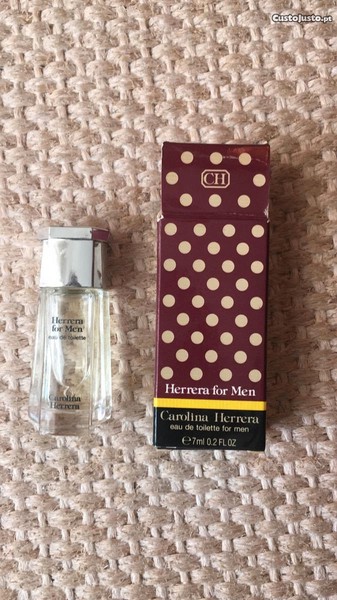 CustoJusto.pt
CH
Herrera
for Men
eau de toilette
Carolina
Herrera
Herrera for Men
Carolina Herrera
eau de toilette for men
℮7ml 0.2 FL OZ